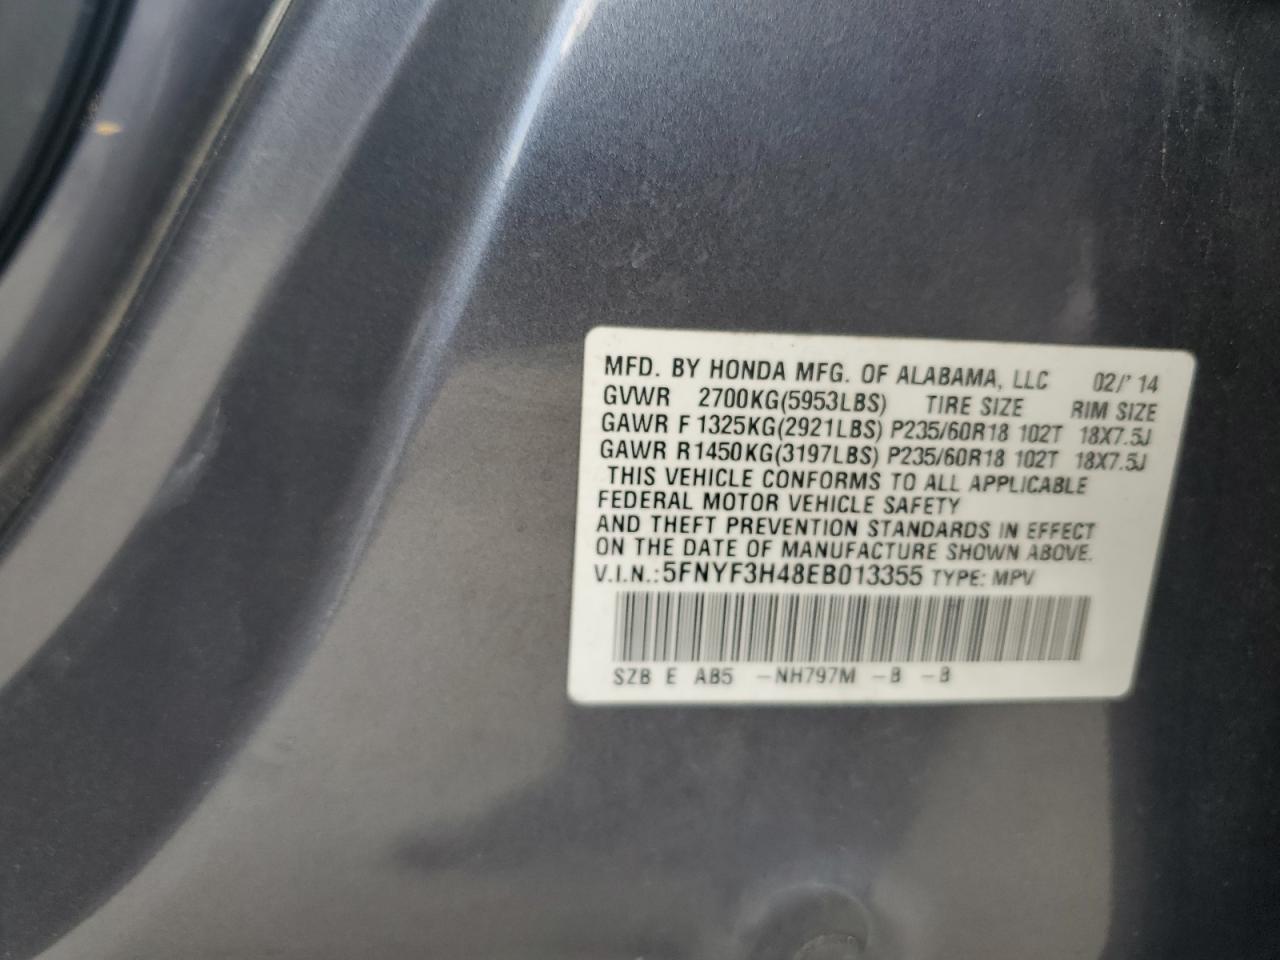 MFD. BY HONDA MFG. OF ALABAMA, LLC 02/'14
GVWR 2700KG(5953LBS) TIRE SIZE RIM SIZE
GAWR F 1325KG(2921LBS) P235/60R18 102T 18X7.5J
GAWR R 1450KG(3197LBS) P235/60R18 102T 18X7.5J
THIS VEHICLE CONFORMS TO ALL APPLICABLE
FEDERAL MOTOR VEHICLE SAFETY
AND THEFT PREVENTION STANDARDS IN EFFECT
ON THE DATE OF MANUFACTURE SHOWN ABOVE.
V.I.N.:5FNYF3H48EB013355 TYPE: MPV
SZB E AB5 -NH797M -B -B